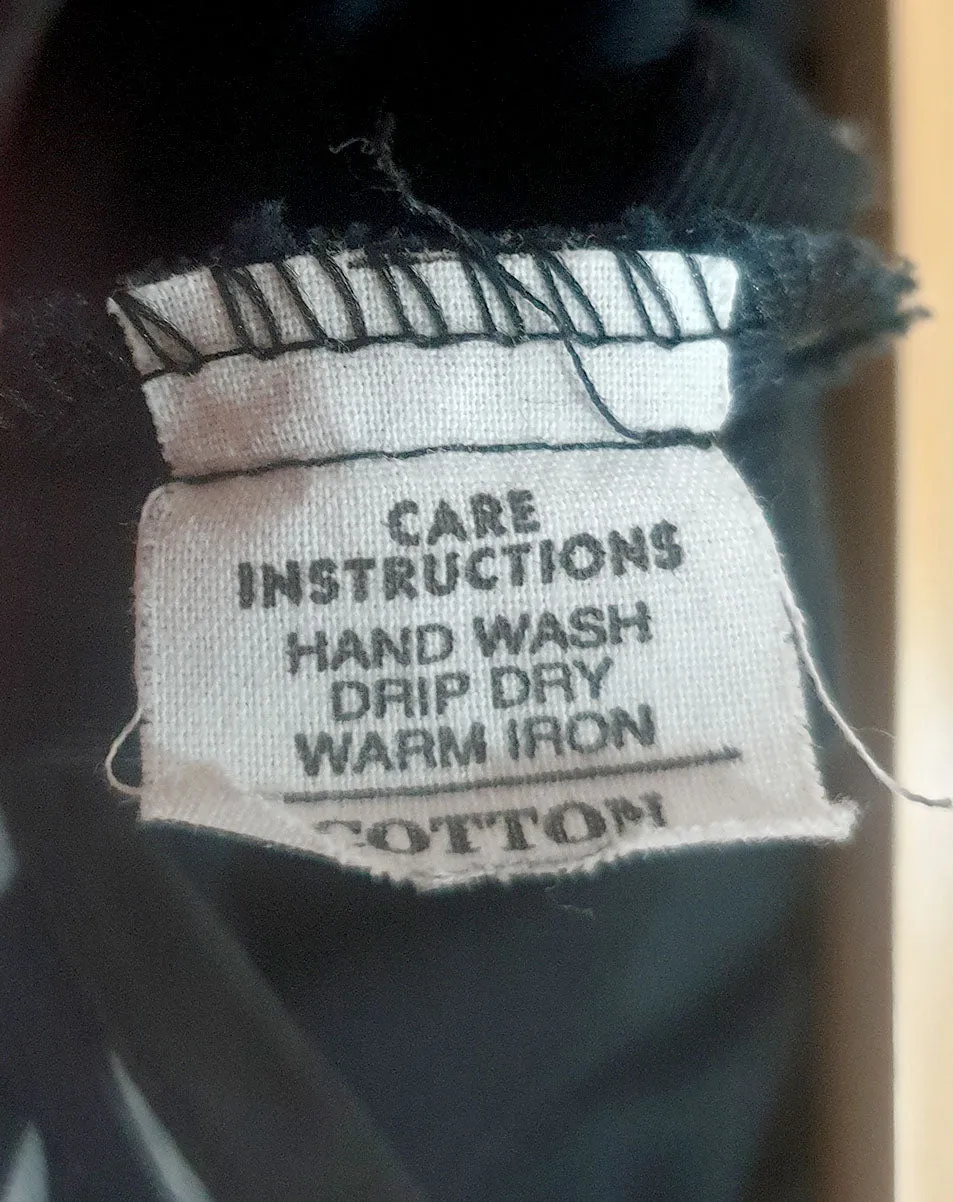 CARE
INSTRUCTIONS
HAND WASH
DRIP DRY
WARM IRON
COTTON